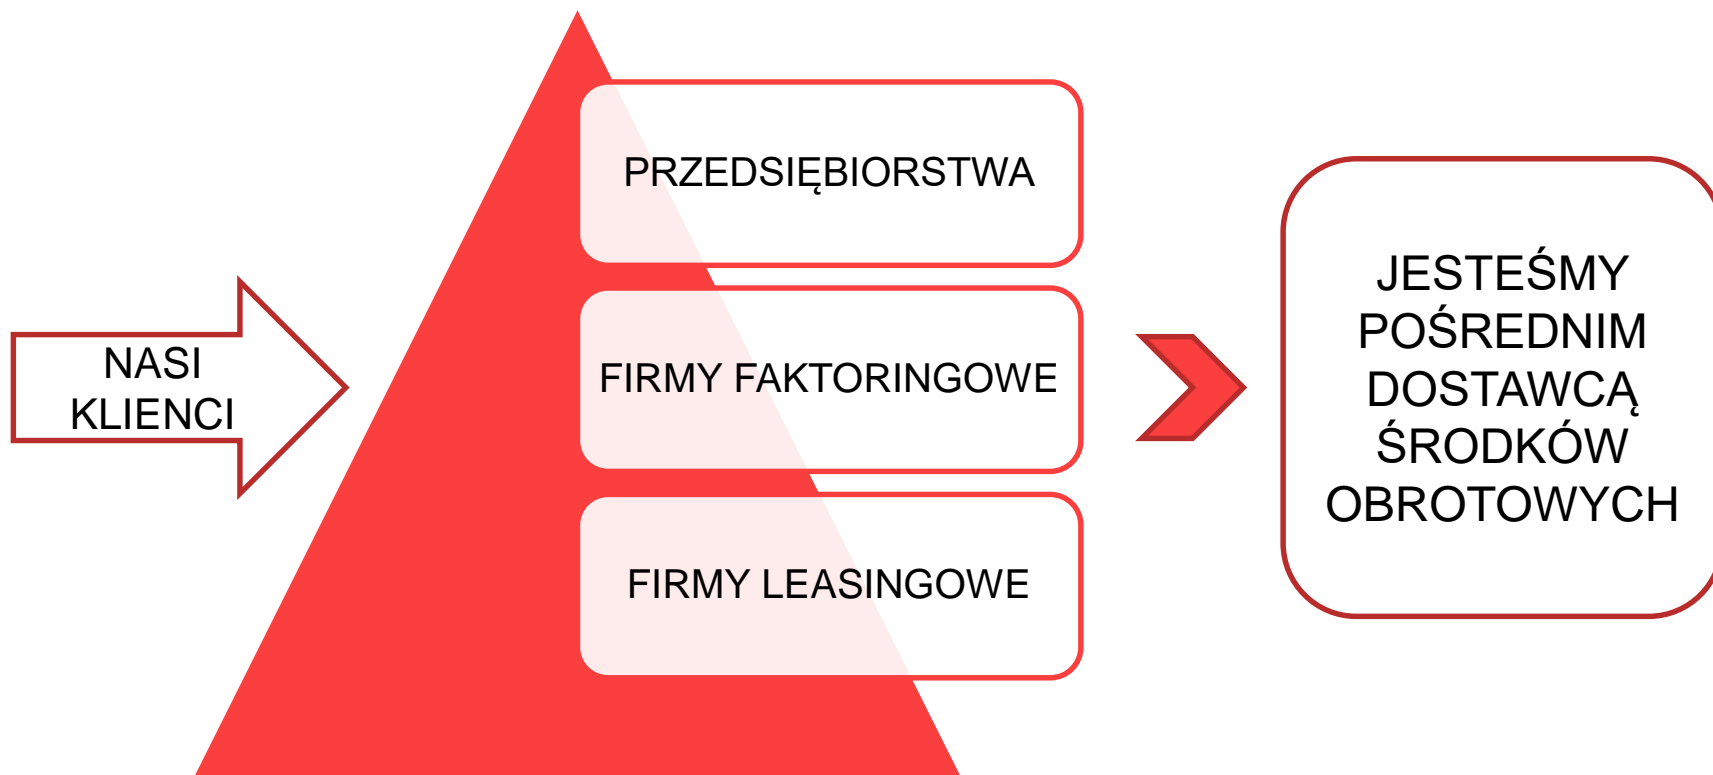 NASI
KLIENCI
PRZEDSIĘBIORSTWA
FIRMY FAKTORINGOWE
FIRMY LEASINGOWE
JESTEŚMY
POŚREDNIM
DOSTAWCĄ
ŚRODKÓW
OBROTOWYCH